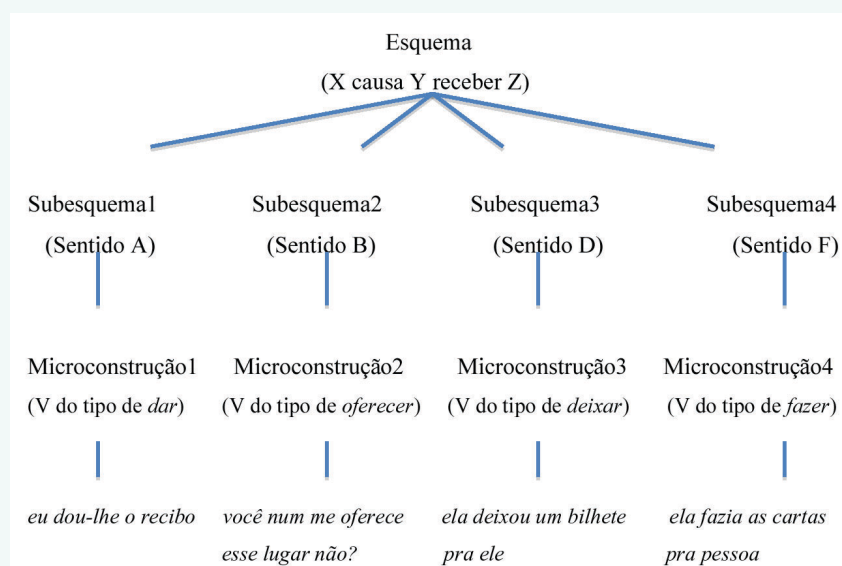 Esquema
(X causa Y receber Z)
Subesquema1 Subesquema2 Subesquema3 Subesquema4
(Sentido A) (Sentido B) (Sentido D) (Sentido F)
Microconstrução1 Microconstrução2 Microconstrução3 Microconstrução4
(V do tipo de dar) (V do tipo de oferecer) (V do tipo de deixar) (V do tipo de fazer)
eu dou-lhe o recibo você num me oferece ela deixou um bilhete ela fazia as cartas
esse lugar não? pra ele pra pessoa